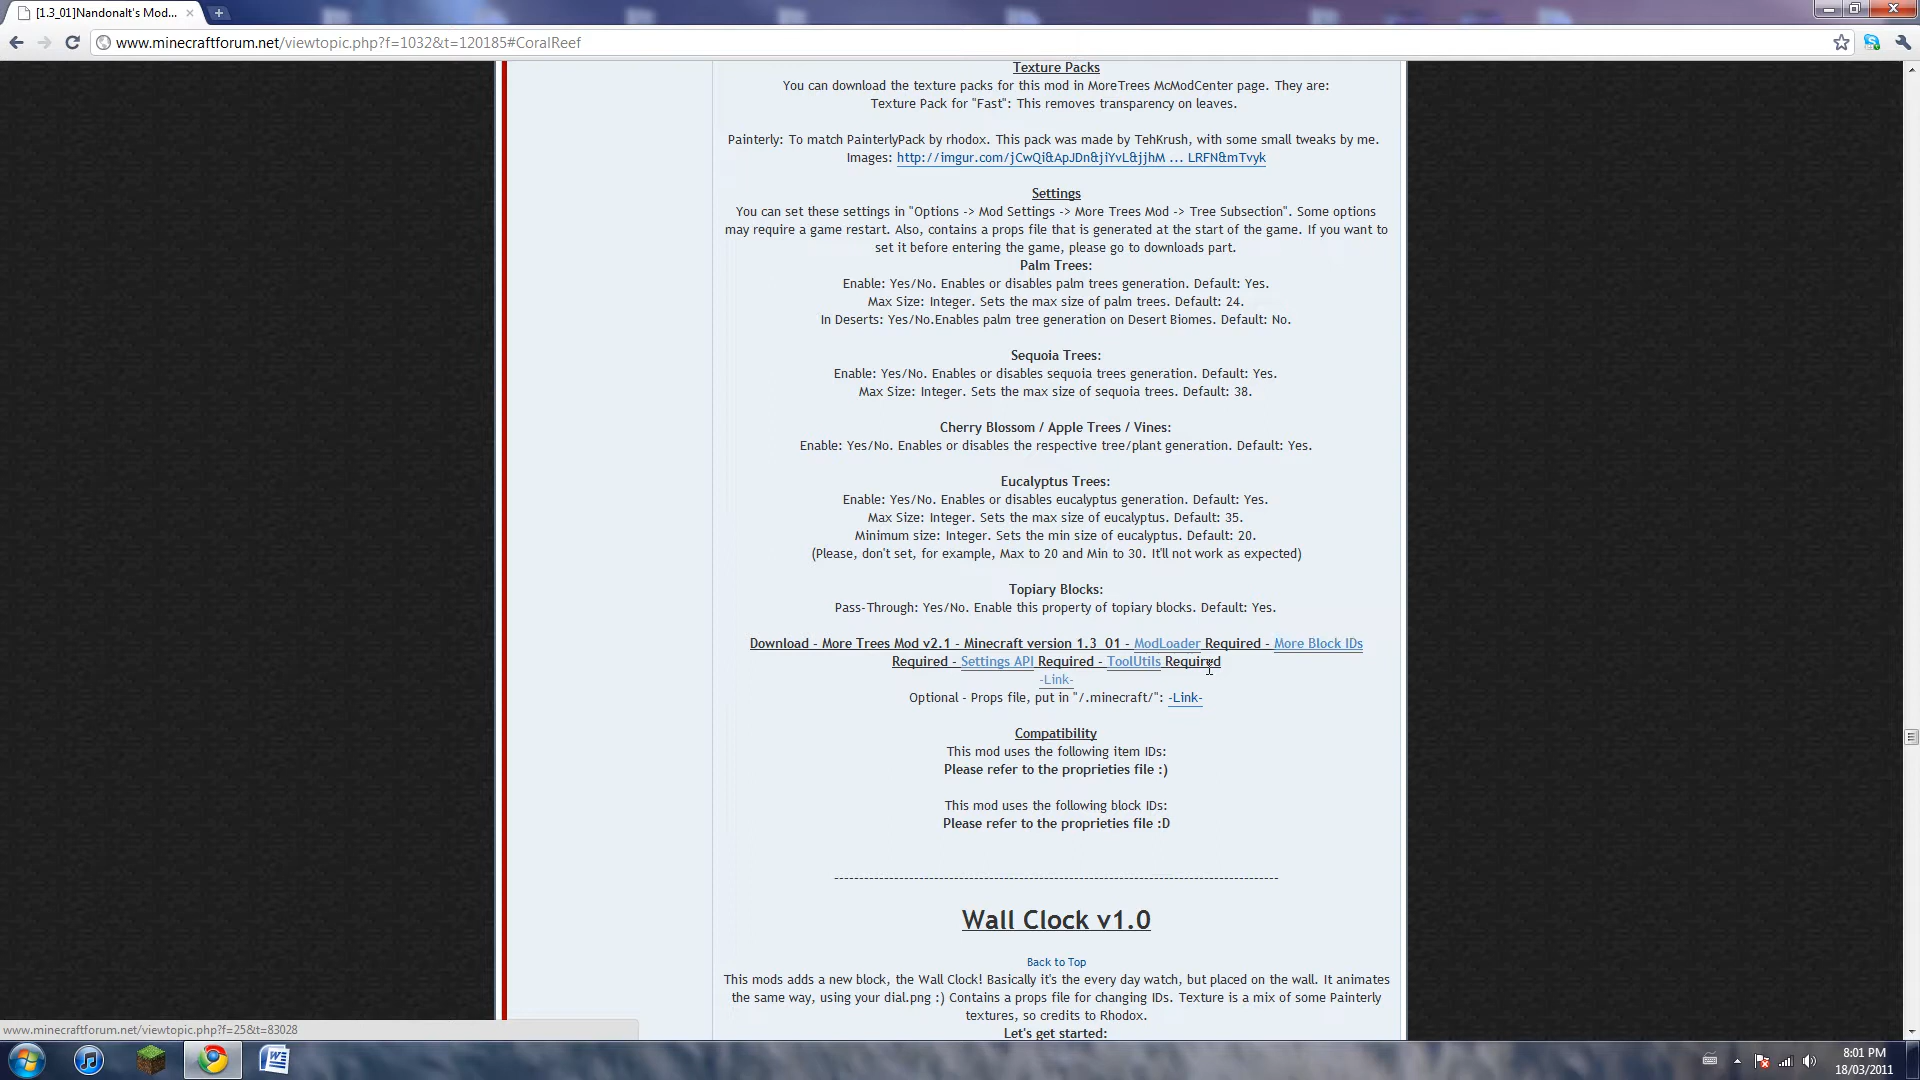 [1.3_01]Nandonalt's Mod...
www.minecraftforum.net/viewtopic.php?f=1032&t=120185#CoralReef
Texture Packs
You can download the texture packs for this mod in MoreTrees McModCenter page. They are:
Texture Pack for "Fast": This removes transparency on leaves.
Painterly: To match PainterlyPack by rhodox. This pack was made by TehKrush, with some small tweaks by me.
Images: http://imgur.com/jCwQi&ApJDn&jiYvL&jjhM ... LRFN&mTvyk
Settings
You can set these settings in "Options -> Mod Settings -> More Trees Mod -> Tree Subsection". Some options
may require a game restart. Also, contains a props file that is generated at the start of the game. If you want to
set it before entering the game, please go to downloads part.
Palm Trees:
Enable: Yes/No. Enables or disables palm trees generation. Default: Yes.
Max Size: Integer. Sets the max size of palm trees. Default: 24.
In Deserts: Yes/No.Enables palm tree generation on Desert Biomes. Default: No.
Sequoia Trees:
Enable: Yes/No. Enables or disables sequoia trees generation. Default: Yes.
Max Size: Integer. Sets the max size of sequoia trees. Default: 38.
Cherry Blossom / Apple Trees / Vines:
Enable: Yes/No. Enables or disables the respective tree/plant generation. Default: Yes.
Eucalyptus Trees:
Enable: Yes/No. Enables or disables eucalyptus generation. Default: Yes.
Max Size: Integer. Sets the max size of eucalyptus. Default: 35.
Minimum size: Integer. Sets the min size of eucalyptus. Default: 20.
(Please, don't set, for example, Max to 20 and Min to 30. It'll not work as expected)
Topiary Blocks:
Pass-Through: Yes/No. Enable this property of topiary blocks. Default: Yes.
Download - More Trees Mod v2.1 - Minecraft version 1.3_01 - ModLoader Required - More Block IDs
Required - Settings API Required - ToolUtils Required
-Link-
Optional - Props file, put in "/.minecraft/": -Link-
Compatibility
This mod uses the following item IDs:
Please refer to the proprieties file :)
This mod uses the following block IDs:
Please refer to the proprieties file :D
--------------------------------------------------------------------------------
Wall Clock v1.0
Back to Top
This mods adds a new block, the Wall Clock! Basically it's the every day watch, but placed on the wall. It animates
the same way, using your dial.png :) Contains a props file for changing IDs. Texture is a mix of some Painterly
textures, so credits to Rhodox.
Let's get started:
www.minecraftforum.net/viewtopic.php?f=25&t=83028
8:01 PM
18/03/2011